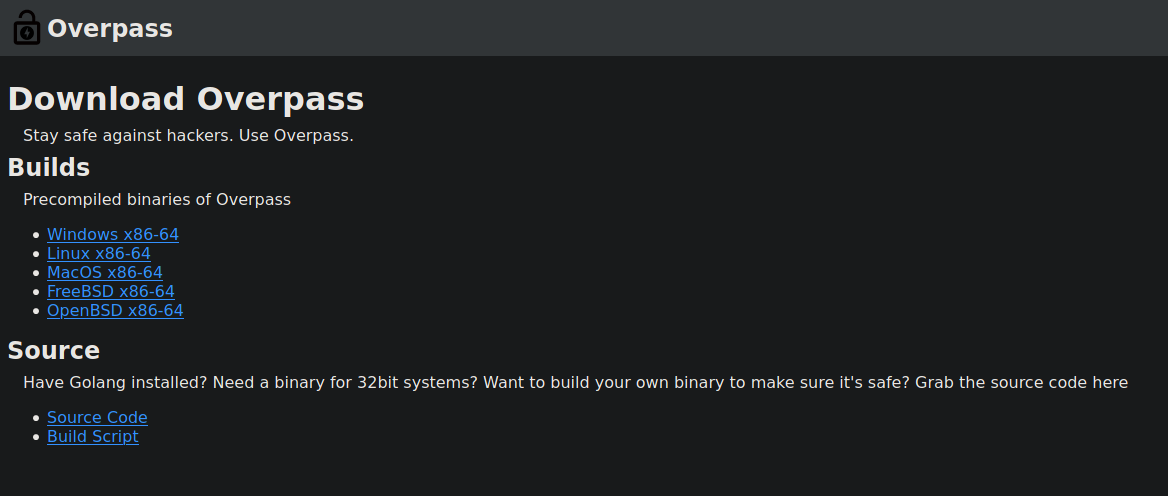 Overpass
Download Overpass
Stay safe against hackers. Use Overpass.
Builds
Precompiled binaries of Overpass
Windows x86-64
Linux x86-64
MacOS x86-64
FreeBSD x86-64
OpenBSD x86-64
Source
Have Golang installed? Need a binary for 32bit systems? Want to build your own binary to make sure it's safe? Grab the source code here
Source Code
Build Script